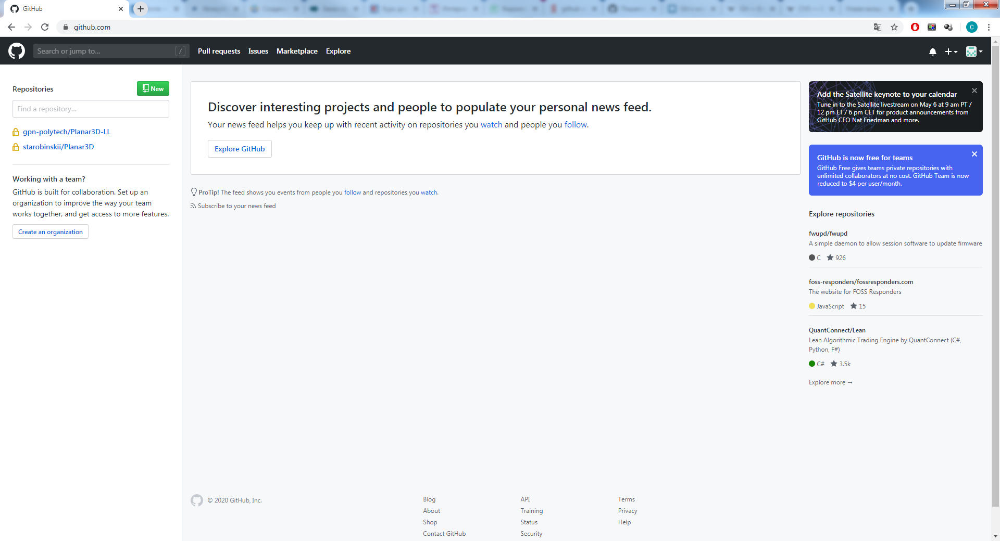 GitHub
github.com
C
Search or jump to...
/
Pull requests
Issues
Marketplace
Explore
Repositories
New
Find a repository...
gpn-polytech/Planar3D-LL
starobinskii/Planar3D
Working with a team?
GitHub is built for collaboration. Set up an
organization to improve the way your team
works together, and get access to more features.
Create an organization
Discover interesting projects and people to populate your personal news feed.
Your news feed helps you keep up with recent activity on repositories you watch and people you follow.
Explore GitHub
ProTip! The feed shows you events from people you follow and repositories you watch.
Subscribe to your news feed
Add the Satellite keynote to your calendar
Tune in to the Satellite livestream on May 6 at 9 am PT /
12 pm ET / 6 pm CET for product announcements from
GitHub CEO Nat Friedman and more.
GitHub is now free for teams
GitHub Free gives teams private repositories with
unlimited collaborators at no cost. GitHub Team is now
reduced to $4 per user/month.
Explore repositories
fwupd/fwupd
A simple daemon to allow session software to update firmware
C 926
foss-responders/fossresponders.com
The website for FOSS Responders
JavaScript 15
QuantConnect/Lean
Lean Algorithmic Trading Engine by QuantConnect (C#,
Python, F#)
C# 3.5k
Explore more →
© 2020 GitHub, Inc.
Blog
About
Shop
Contact GitHub
API
Training
Status
Security
Terms
Privacy
Help